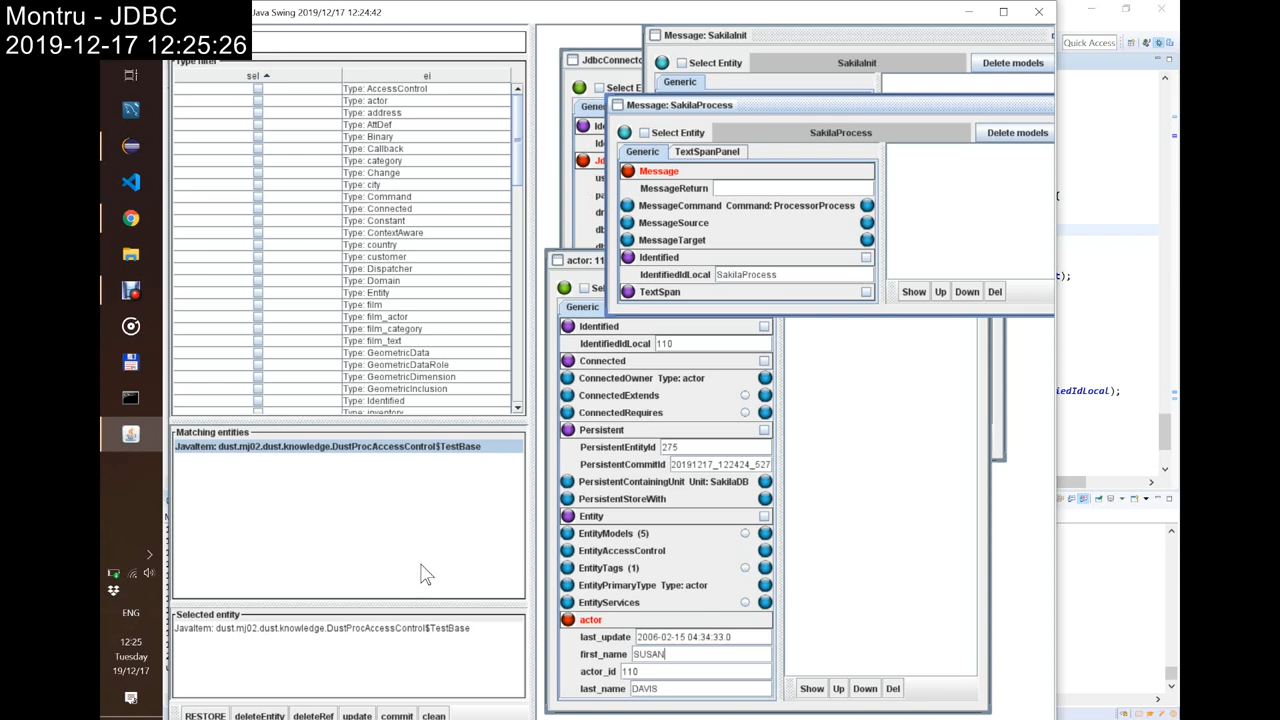 Montru - JDBC
2019-12-17 12:25:26
Java Swing 2019/12/17 12:24:42
Type filter
sel
ei
Type: AccessControl
Type: actor
Type: address
Type: AttDef
Type: Binary
Type: Callback
Type: category
Type: Change
Type: city
Type: Command
Type: Connected
Type: Constant
Type: ContextAware
Type: country
Type: customer
Type: Dispatcher
Type: Domain
Type: Entity
Type: film
Type: film_actor
Type: film_category
Type: film_text
Type: GeometricData
Type: GeometricDataRole
Type: GeometricDimension
Type: GeometricInclusion
Type: Identified
Type: inventory
Matching entities
JavaItem: dust.mj02.dust.knowledge.DustProcAccessControl$TestBase
Selected entity
JavaItem: dust.mj02.dust.knowledge.DustProcAccessControl$TestBase
RESTORE deleteEntity deleteRef update commit clean
JdbcConnecto
Message: SakilaInit
Select Entity
SakilaInit
Delete models
Generic
Message: SakilaProcess
Select Entity
SakilaProcess
Delete models
Generic TextSpanPanel
Message
MessageReturn
MessageCommand Command: ProcessorProcess
MessageSource
MessageTarget
Identified
IdentifiedIdLocal SakilaProcess
TextSpan
Show Up Down Del
actor: 11
Generic
Identified
IdentifiedIdLocal 110
Connected
ConnectedOwner Type: actor
ConnectedExtends
ConnectedRequires
Persistent
PersistentEntityId 275
PersistentCommitId 20191217_122424_527
PersistentContainingUnit Unit: SakilaDB
PersistentStoreWith
Entity
EntityModels (5)
EntityAccessControl
EntityTags (1)
EntityPrimaryType Type: actor
EntityServices
actor
last_update 2006-02-15 04:34:33.0
first_name SUSAN
actor_id 110
last_name DAVIS
Show Up Down Del
Quick Access
iedIdLocal);
ENG
12:25
Tuesday
19/12/17